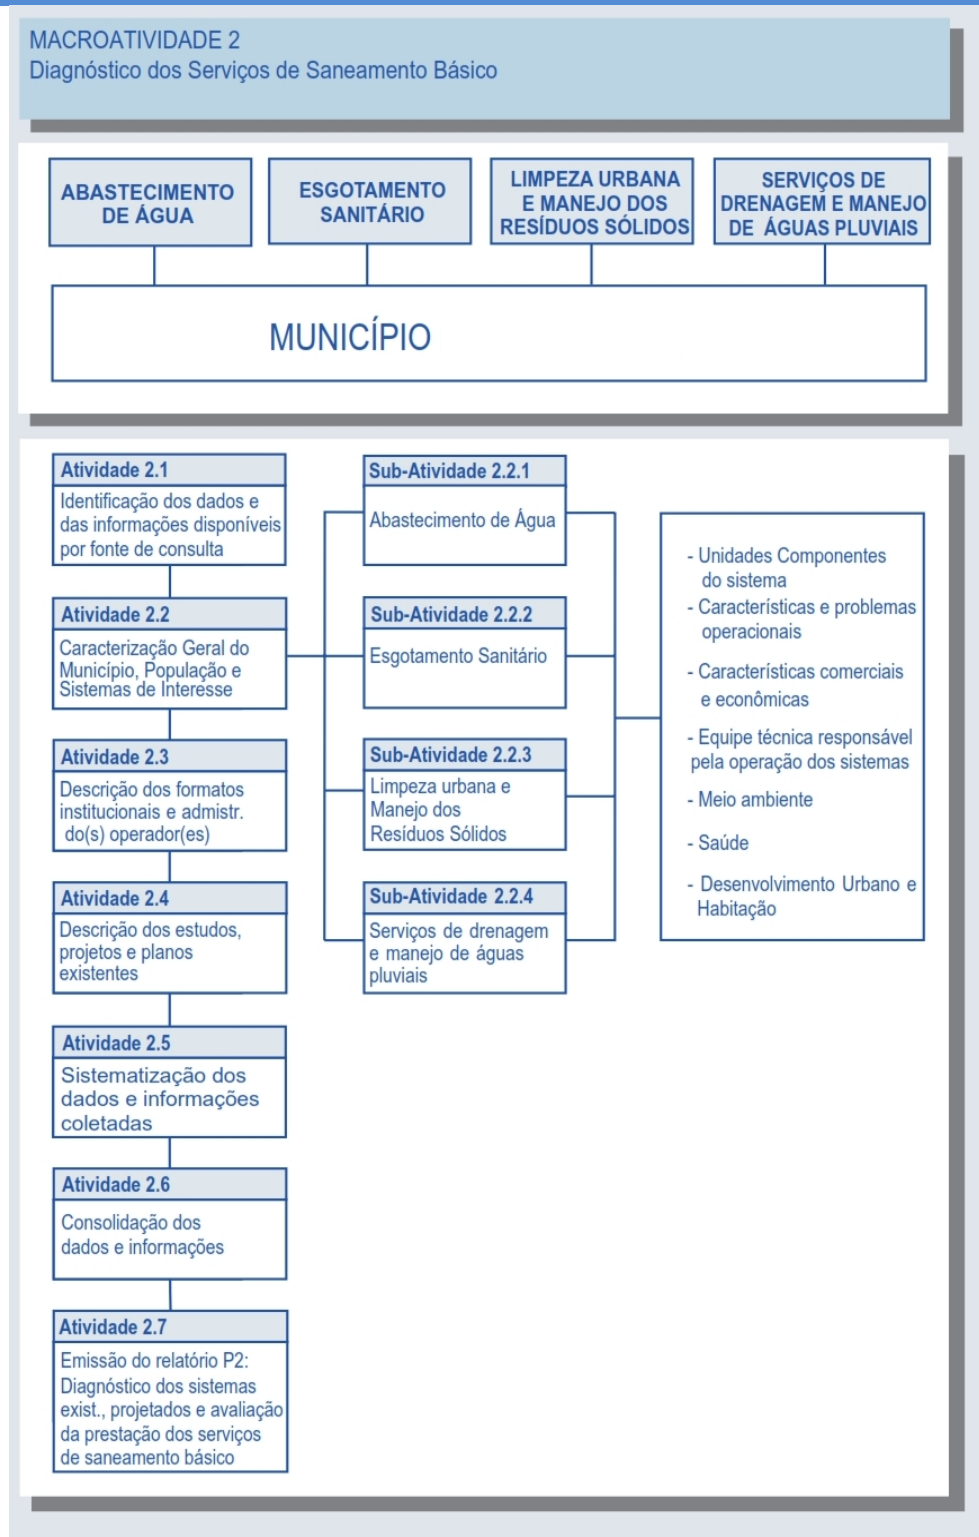 MACROATIVIDADE 2
Diagnóstico dos Serviços de Saneamento Básico
ABASTECIMENTO
DE ÁGUA
ESGOTAMENTO
SANITÁRIO
LIMPEZA URBANA
E MANEJO DOS
RESÍDUOS SÓLIDOS
SERVIÇOS DE
DRENAGEM E MANEJO
DE ÁGUAS PLUVIAIS
MUNICÍPIO
Atividade 2.1
Identificação dos dados e
das informações disponíveis
por fonte de consulta
Atividade 2.2
Caracterização Geral do
Município, População e
Sistemas de Interesse
Atividade 2.3
Descrição dos formatos
institucionais e admistr.
do(s) operador(es)
Atividade 2.4
Descrição dos estudos,
projetos e planos
existentes
Atividade 2.5
Sistematização dos
dados e informações
coletadas
Atividade 2.6
Consolidação dos
dados e informações
Atividade 2.7
Emissão do relatório P2:
Diagnóstico dos sistemas
exist., projetados e avaliação
da prestação dos serviços
de saneamento básico
Sub-Atividade 2.2.1
Abastecimento de Água
Sub-Atividade 2.2.2
Esgotamento Sanitário
Sub-Atividade 2.2.3
Limpeza urbana e
Manejo dos
Resíduos Sólidos
Sub-Atividade 2.2.4
Serviços de drenagem
e manejo de águas
pluviais
- Unidades Componentes
do sistema
- Características e problemas
operacionais
- Características comerciais
e econômicas
- Equipe técnica responsável
pela operação dos sistemas
- Meio ambiente
- Saúde
- Desenvolvimento Urbano e
Habitação